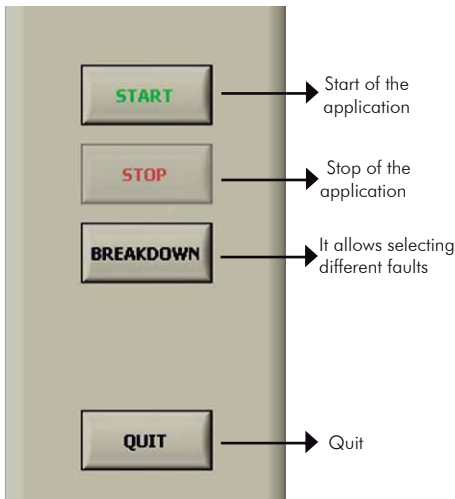 START
Start of the
application
STOP
Stop of the
application
BREAKDOWN
It allows selecting
different faults
QUIT
Quit